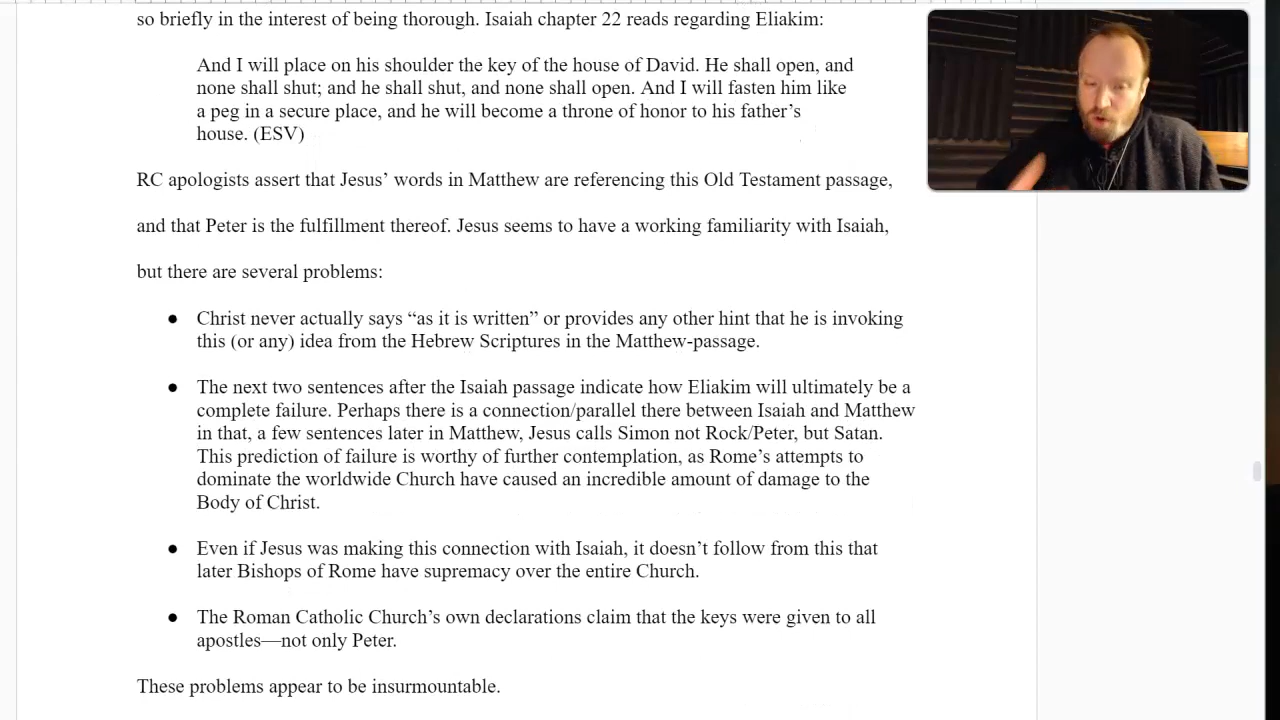 so briefly in the interest of being thorough. Isaiah chapter 22 reads regarding Eliakim:
And I will place on his shoulder the key of the house of David. He shall open, and
none shall shut; and he shall shut, and none shall open. And I will fasten him like
a peg in a secure place, and he will become a throne of honor to his father’s
house. (ESV)
RC apologists assert that Jesus’ words in Matthew are referencing this Old Testament passage,
and that Peter is the fulfillment thereof. Jesus seems to have a working familiarity with Isaiah,
but there are several problems:
● Christ never actually says “as it is written” or provides any other hint that he is invoking
this (or any) idea from the Hebrew Scriptures in the Matthew-passage.
● The next two sentences after the Isaiah passage indicate how Eliakim will ultimately be a
complete failure. Perhaps there is a connection/parallel there between Isaiah and Matthew
in that, a few sentences later in Matthew, Jesus calls Simon not Rock/Peter, but Satan.
This prediction of failure is worthy of further contemplation, as Rome’s attempts to
dominate the worldwide Church have caused an incredible amount of damage to the
Body of Christ.
● Even if Jesus was making this connection with Isaiah, it doesn’t follow from this that
later Bishops of Rome have supremacy over the entire Church.
● The Roman Catholic Church’s own declarations claim that the keys were given to all
apostles—not only Peter.
These problems appear to be insurmountable.